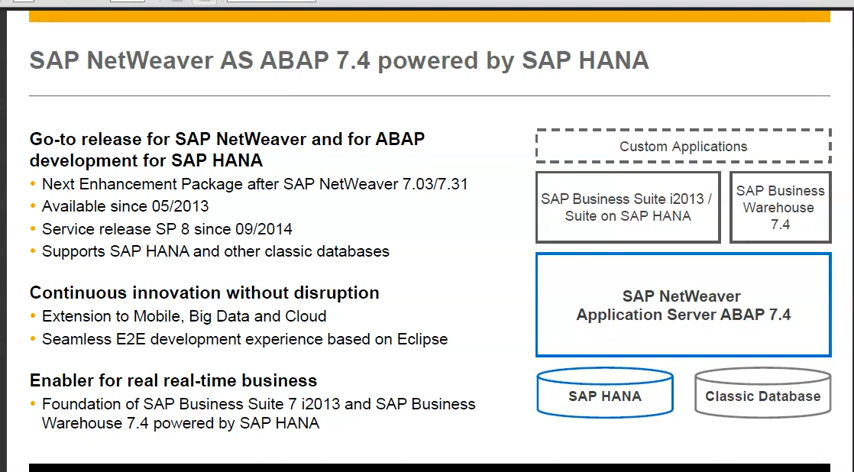 SAP NetWeaver AS ABAP 7.4 powered by SAP HANA
Go-to release for SAP NetWeaver and for ABAP
development for SAP HANA
• Next Enhancement Package after SAP NetWeaver 7.03/7.31
• Available since 05/2013
• Service release SP 8 since 09/2014
• Supports SAP HANA and other classic databases
Continuous innovation without disruption
• Extension to Mobile, Big Data and Cloud
• Seamless E2E development experience based on Eclipse
Enabler for real real-time business
• Foundation of SAP Business Suite 7 i2013 and SAP Business
Warehouse 7.4 powered by SAP HANA
Custom Applications
SAP Business Suite i2013 /
Suite on SAP HANA
SAP Business
Warehouse
7.4
SAP NetWeaver
Application Server ABAP 7.4
SAP HANA
Classic Database